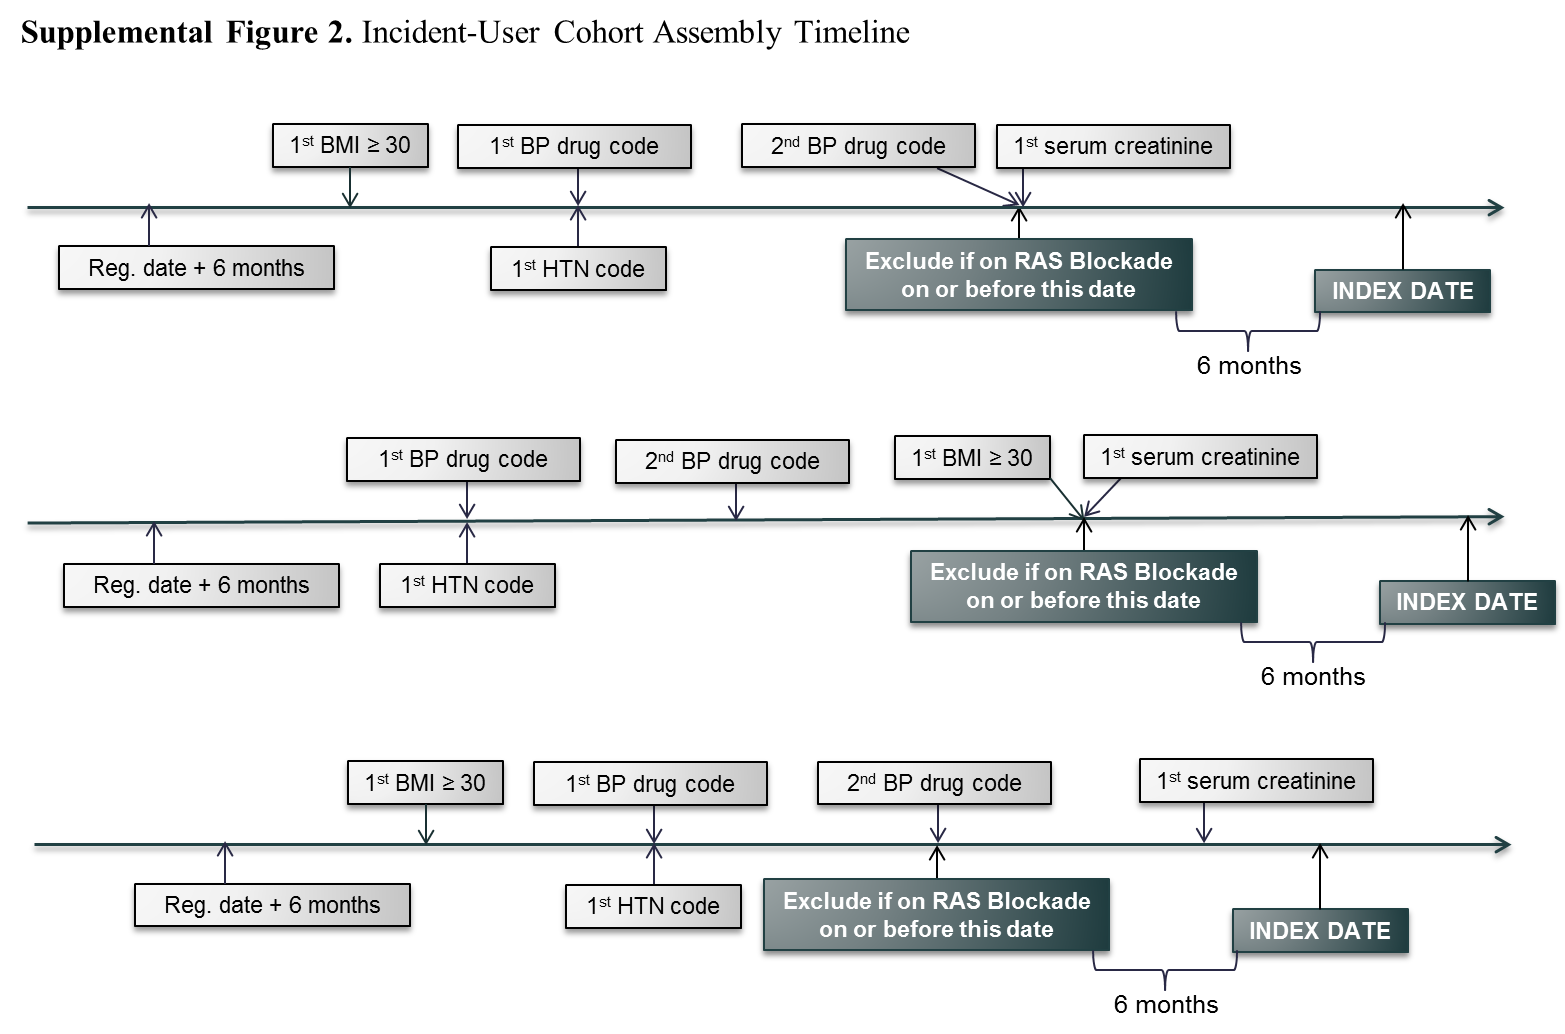 Supplemental Figure 2. Incident-User Cohort Assembly Timeline
1st BMI ≥ 30
1st BP drug code
2nd BP drug code
1st serum creatinine
Reg. date + 6 months
1st HTN code
Exclude if on RAS Blockade
on or before this date
INDEX DATE
6 months
1st BP drug code
2nd BP drug code
1st BMI ≥ 30
1st serum creatinine
Reg. date + 6 months
1st HTN code
Exclude if on RAS Blockade
on or before this date
INDEX DATE
6 months
1st BMI ≥ 30
1st BP drug code
2nd BP drug code
1st serum creatinine
Reg. date + 6 months
1st HTN code
Exclude if on RAS Blockade
on or before this date
INDEX DATE
6 months